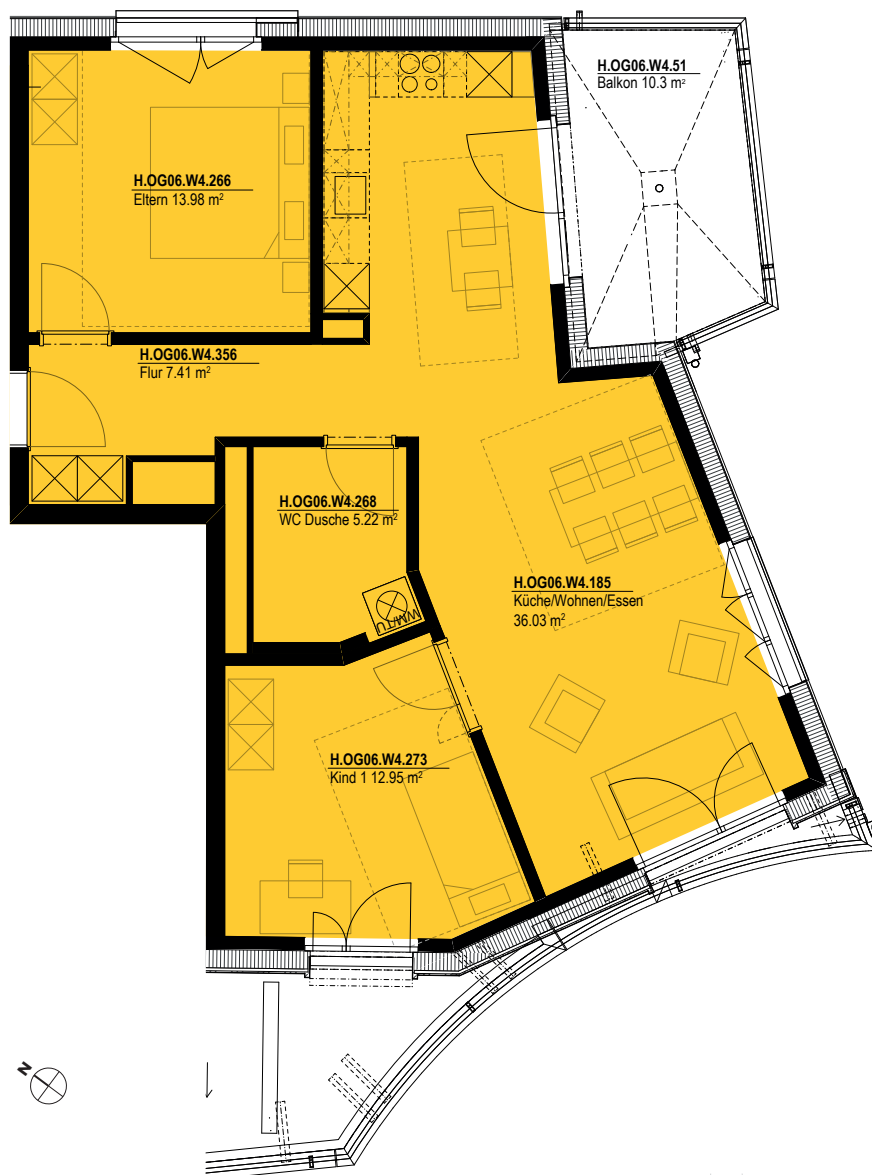 H.OG06.W4.51
Balkon 10.3 m²
H.OG06.W4.266
Eltern 13.98 m²
H.OG06.W4.356
Flur 7.41 m²
H.OG06.W4.268
WC Dusche 5.22 m²
H.OG06.W4.185
Küche/Wohnen/Essen
36.03 m²
WM/TU
H.OG06.W4.273
Kind 1 12.95 m²
N